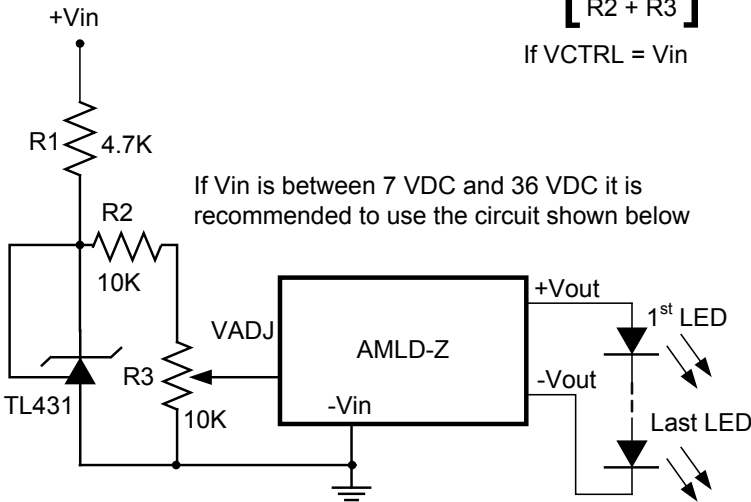 [ R2 + R3 ]
If VCTRL = Vin
+Vin
R1
4.7K
If Vin is between 7 VDC and 36 VDC it is
recommended to use the circuit shown below
R2
10K
+Vout
VADJ
1st LED
AMLD-Z
R3
-Vout
TL431
10K
-Vin
Last LED